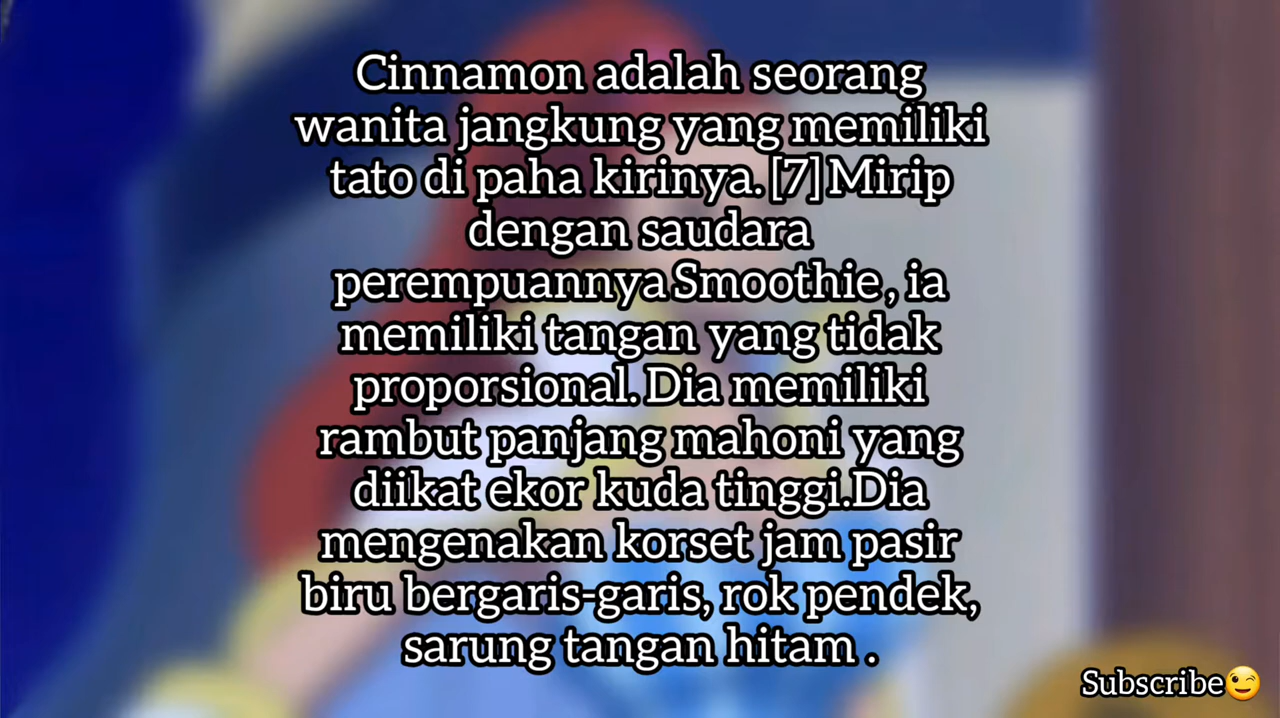 Cinnamon adalah seorang
wanita jangkung yang memiliki
tato di paha kirinya. [7] Mirip
dengan saudara
perempuannya Smoothie , ia
memiliki tangan yang tidak
proporsional. Dia memiliki
rambut panjang mahoni yang
diikat ekor kuda tinggi.Dia
mengenakan korset jam pasir
biru bergaris-garis, rok pendek,
sarung tangan hitam .
Subscribe😉